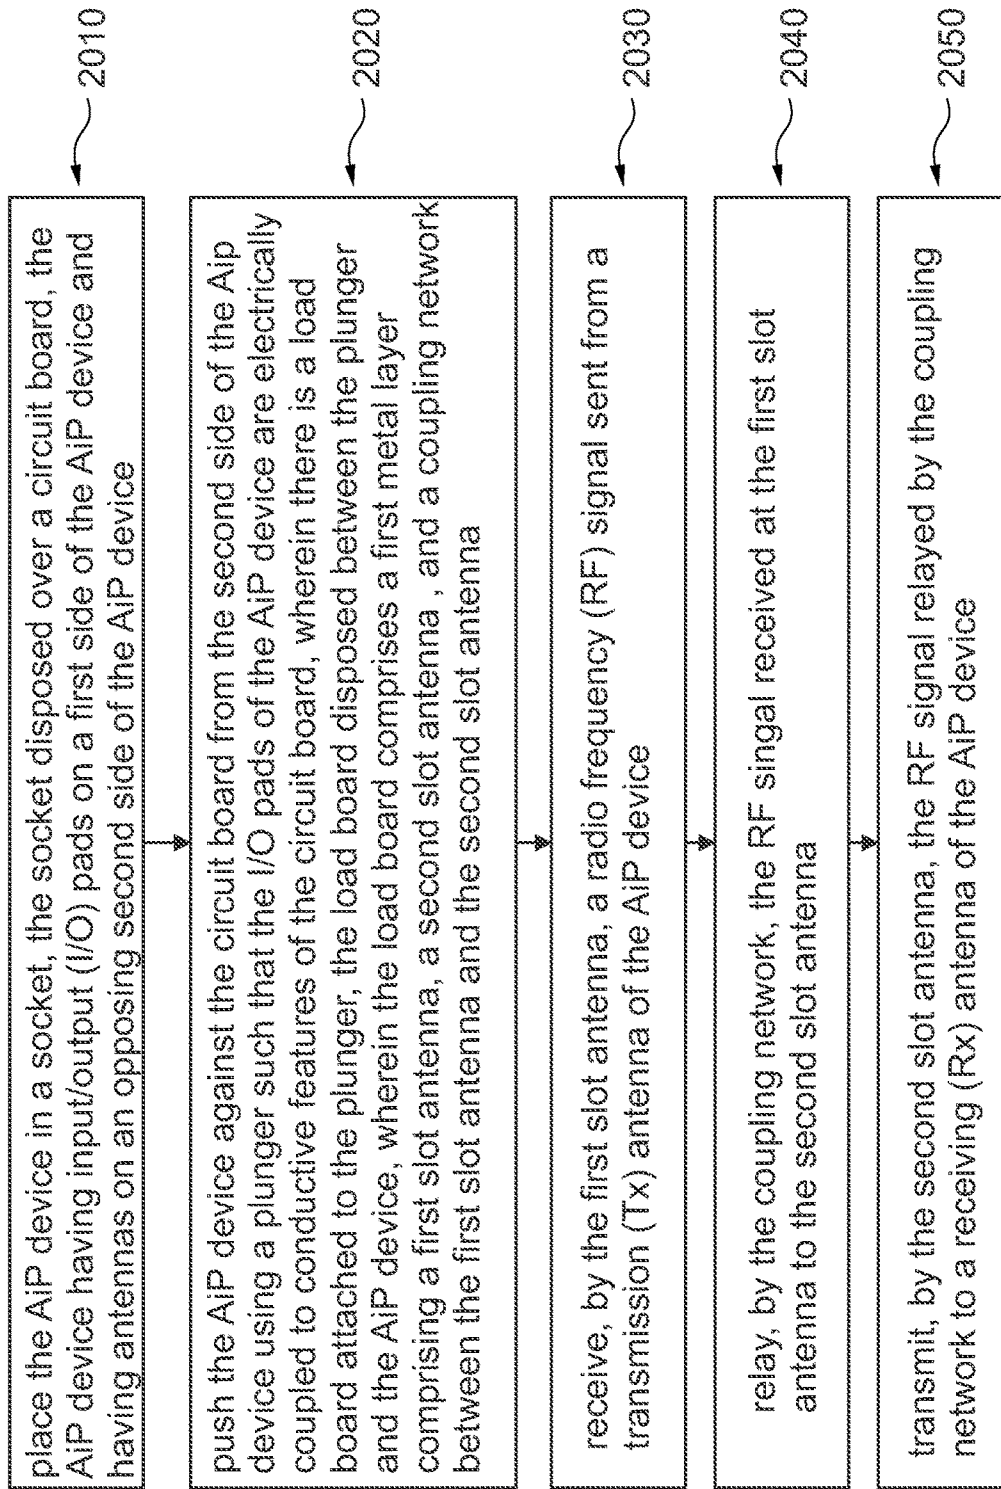 place the AiP device in a socket, the socket disposed over a circuit board, the
AiP device having input/output (I/O) pads on a first side of the AiP device and
having antennas on an opposing second side of the AiP device
2010
push the AiP device against the circuit board from the second side of the Aip
device using a plunger such that the I/O pads of the AiP device are electrically
coupled to conductive features of the circuit board, wherein there is a load
board attached to the plunger, the load board disposed between the plunger
and the AiP device, wherein the load board comprises a first metal layer
comprising a first slot antenna, a second slot antenna , and a coupling network
between the first slot antenna and the second slot antenna
2020
receive, by the first slot antenna, a radio frequency (RF) signal sent from a
transmission (Tx) antenna of the AiP device
2030
relay, by the coupling network, the RF singal received at the first slot
antenna to the second slot antenna
2040
transmit, by the second slot antenna, the RF signal relayed by the coupling
network to a receiving (Rx) antenna of the AiP device
2050